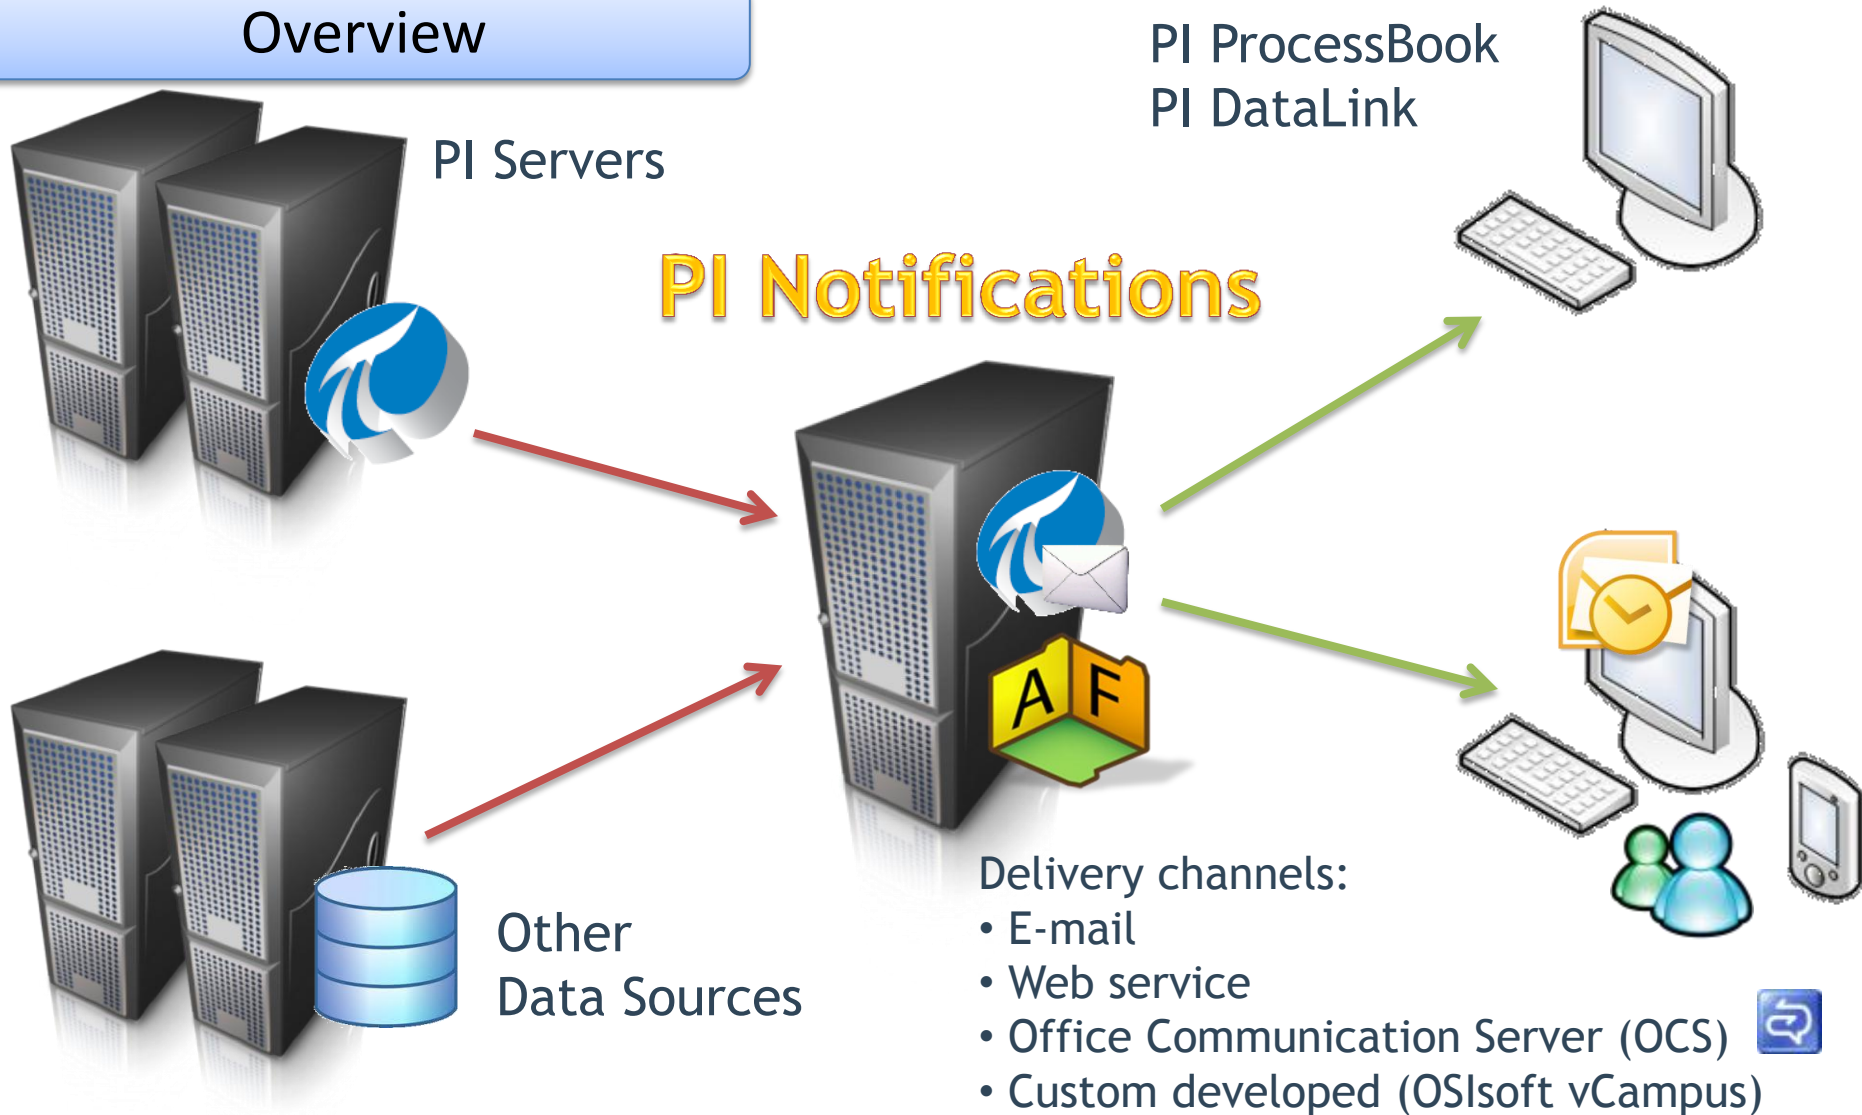 Overview
PI ProcessBook
PI DataLink
PI Servers
PI Notifications
A F
Other
Data Sources
Delivery channels:
• E-mail
• Web service
• Office Communication Server (OCS)
• Custom developed (OSIsoft vCampus)